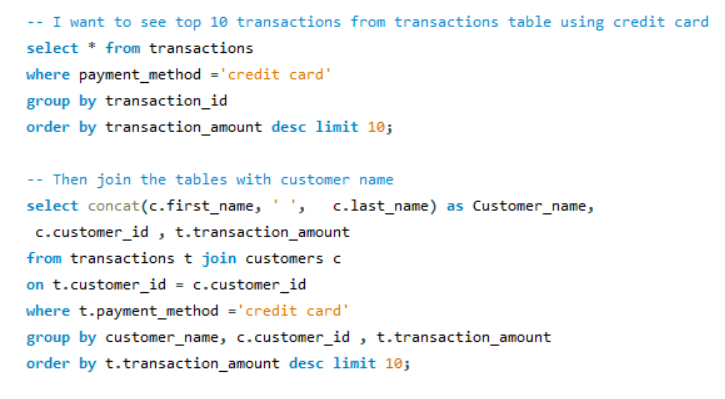 -- I want to see top 10 transactions from transactions table using credit card
select * from transactions
where payment_method ='credit card'
group by transaction_id
order by transaction_amount desc limit 10;
-- Then join the tables with customer name
select concat(c.first_name, ' ',   c.last_name) as Customer_name,
 c.customer_id , t.transaction_amount
from transactions t join customers c
on t.customer_id = c.customer_id
where t.payment_method ='credit card'
group by customer_name, c.customer_id , t.transaction_amount
order by t.transaction_amount desc limit 10;